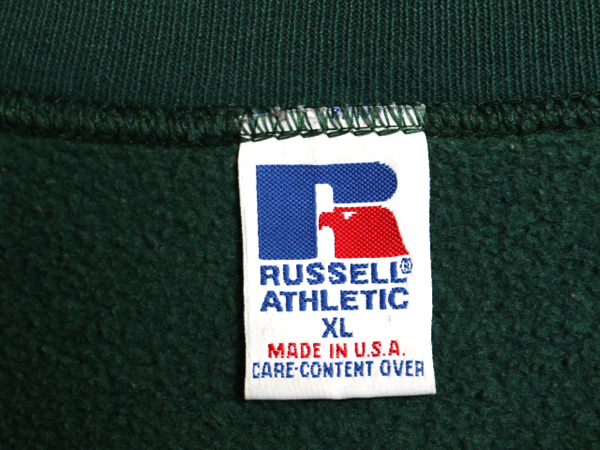 RUSSELL®
ATHLETIC
XL
MADE IN U.S.A.
CARE-CONTENT OVER